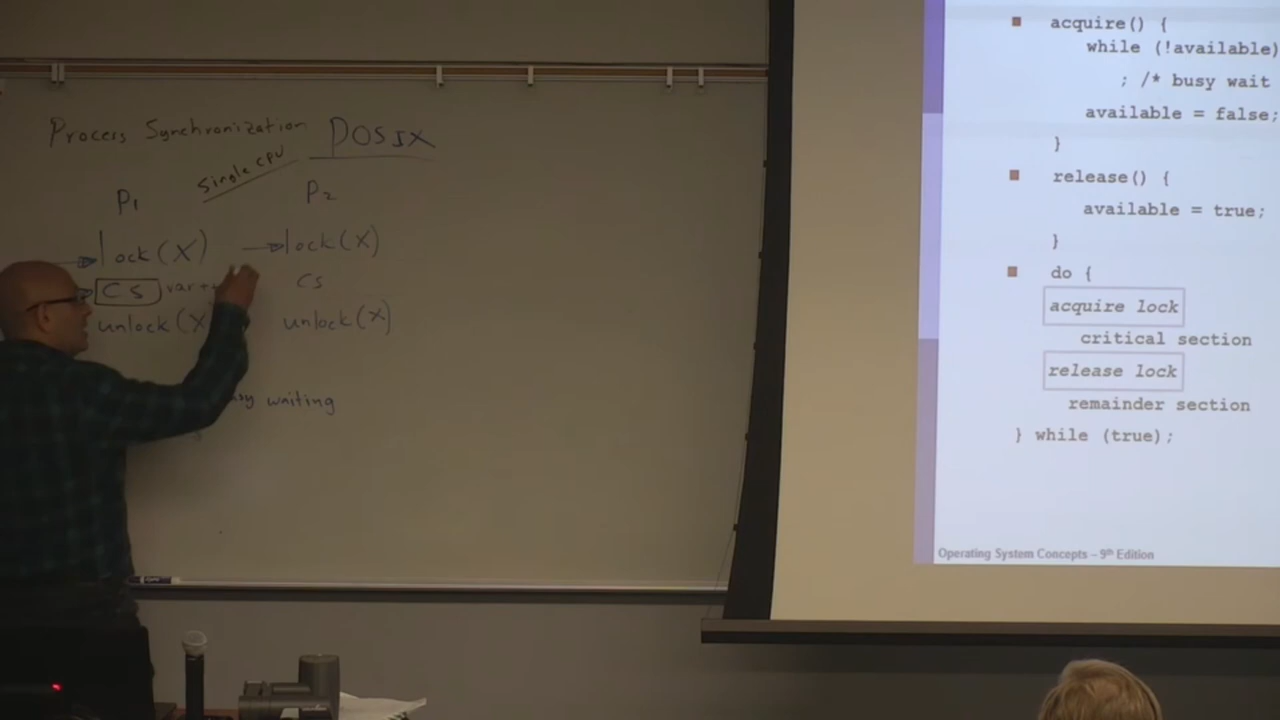 Process Synchronization POSIX
Single CPU
P1 P2
lock(X) lock(X)
CS var+ CS
unlock(X unlock(X)
waiting
acquire() {
while (!available)
; /* busy wait
available = false;
}
release() {
available = true;
}
do {
acquire lock
critical section
release lock
remainder section
} while (true);
Operating System Concepts – 9th Edition